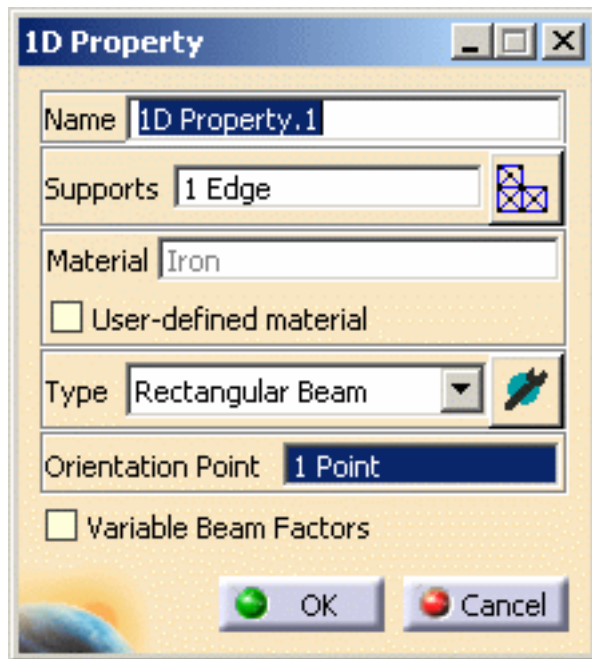 1D Property
Name 1D Property.1
Supports 1 Edge
Material Iron
User-defined material
Type Rectangular Beam
Orientation Point 1 Point
Variable Beam Factors
OK Cancel